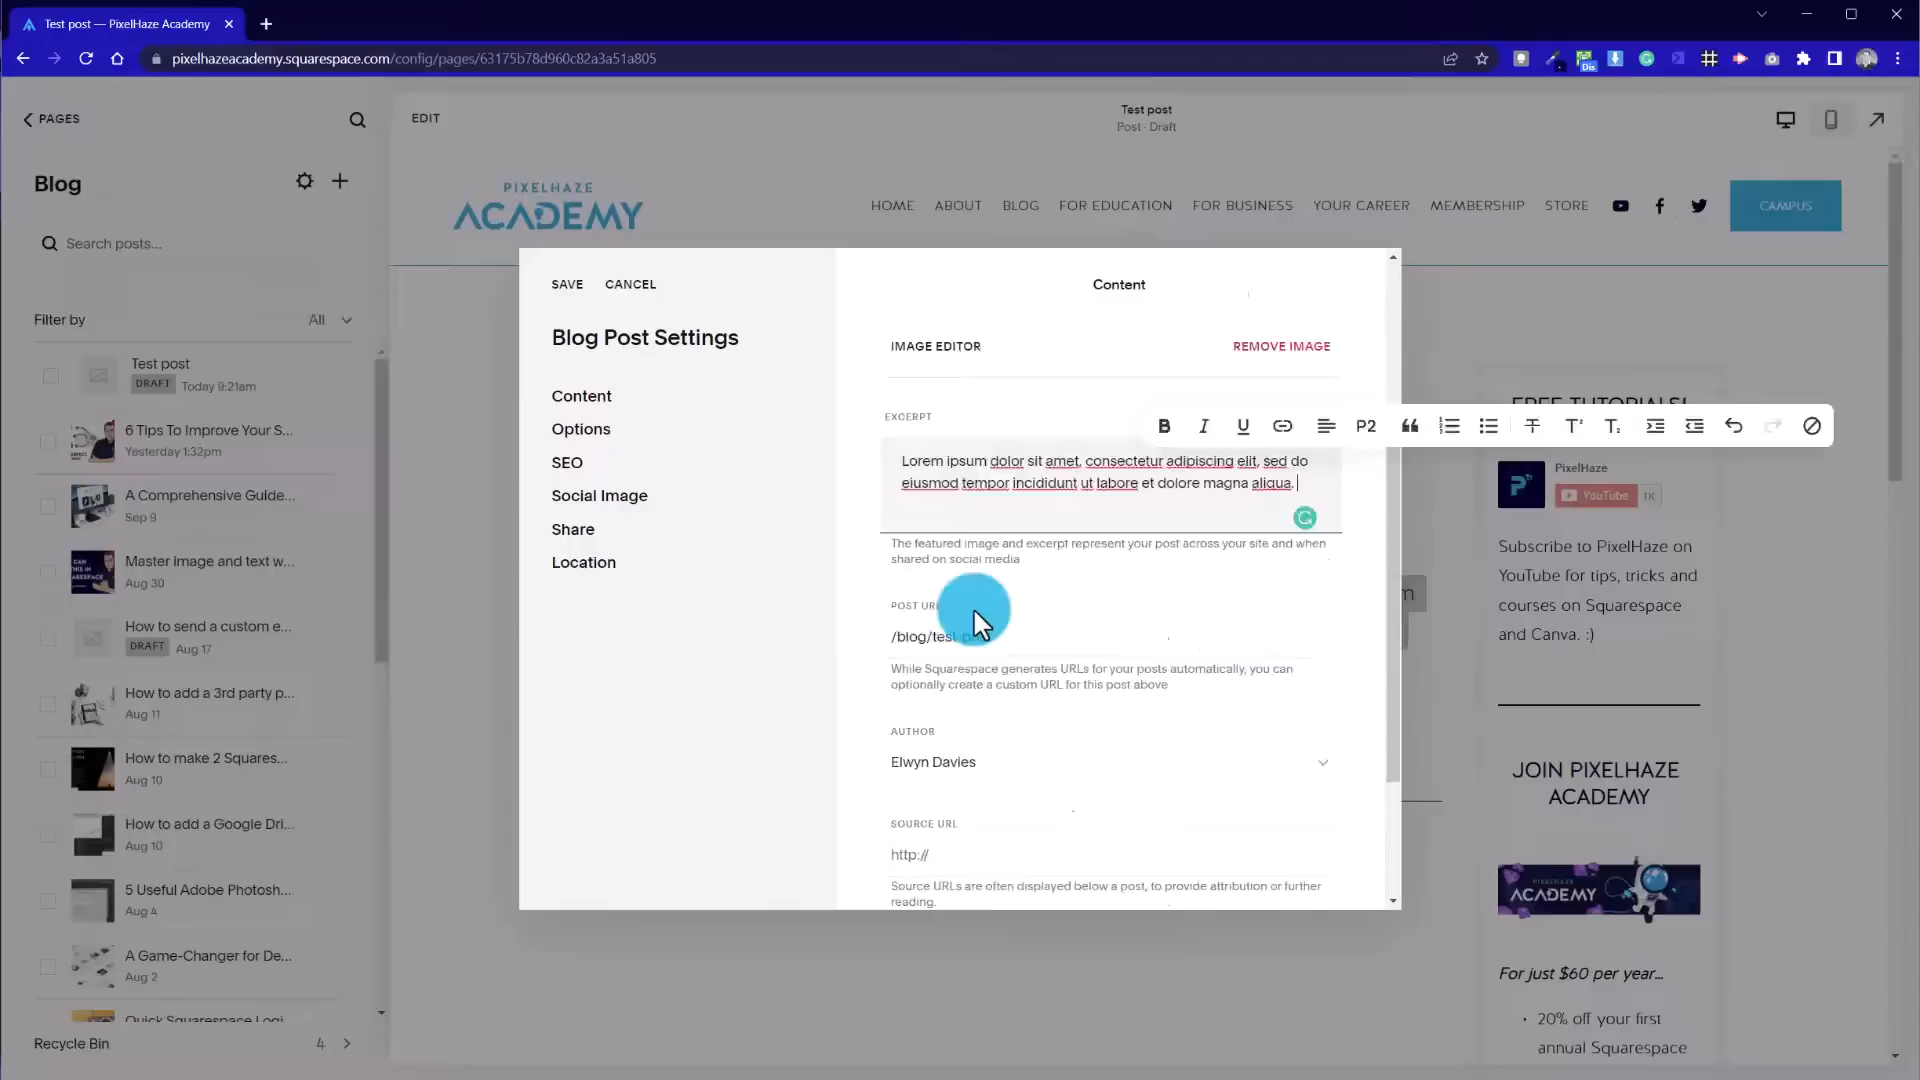 Test post — PixelHaze Academy
pixelhazeacademy.squarespace.com/config/pages/63175b78d960c82a3a51a805
Dis
PAGES
EDIT
Test post
Post · Draft
Blog
Search posts...
Filter by
All
Test post
DRAFT Today 9:21am
6 Tips To Improve Your S...
Yesterday 1:32pm
A Comprehensive Guide...
Sep 9
Master image and text w...
Aug 30
How to send a custom e...
DRAFT Aug 17
How to add a 3rd party p...
Aug 11
How to make 2 Squares...
Aug 10
How to add a Google Dri...
Aug 10
5 Useful Adobe Photosh...
Aug 4
A Game-Changer for De...
Aug 2
Quick Squarespace Logi...
Recycle Bin
4
PIXELHAZE
ACADEMY
HOME ABOUT BLOG FOR EDUCATION FOR BUSINESS YOUR CAREER MEMBERSHIP STORE
CAMPUS
SAVE CANCEL
Blog Post Settings
Content
Options
SEO
Social Image
Share
Location
Content
IMAGE EDITOR
REMOVE IMAGE
EXCERPT
P2
Lorem ipsum dolor sit amet, consectetur adipiscing elit, sed do
eiusmod tempor incididunt ut labore et dolore magna aliqua.
The featured image and excerpt represent your post across your site and when
shared on social media
POST URL
/blog/test-
While Squarespace generates URLs for your posts automatically, you can
optionally create a custom URL for this post above
AUTHOR
Elwyn Davies
SOURCE URL
http://
Source URLs are often displayed below a post, to provide attribution or further
reading.
FREE TUTORIALS!
PixelHaze
YouTube 1K
Subscribe to PixelHaze on
YouTube for tips, tricks and
courses on Squarespace
and Canva. :)
JOIN PIXELHAZE
ACADEMY
PIXELHAZE
ACADEMY
For just $60 per year...
• 20% off your first
annual Squarespace